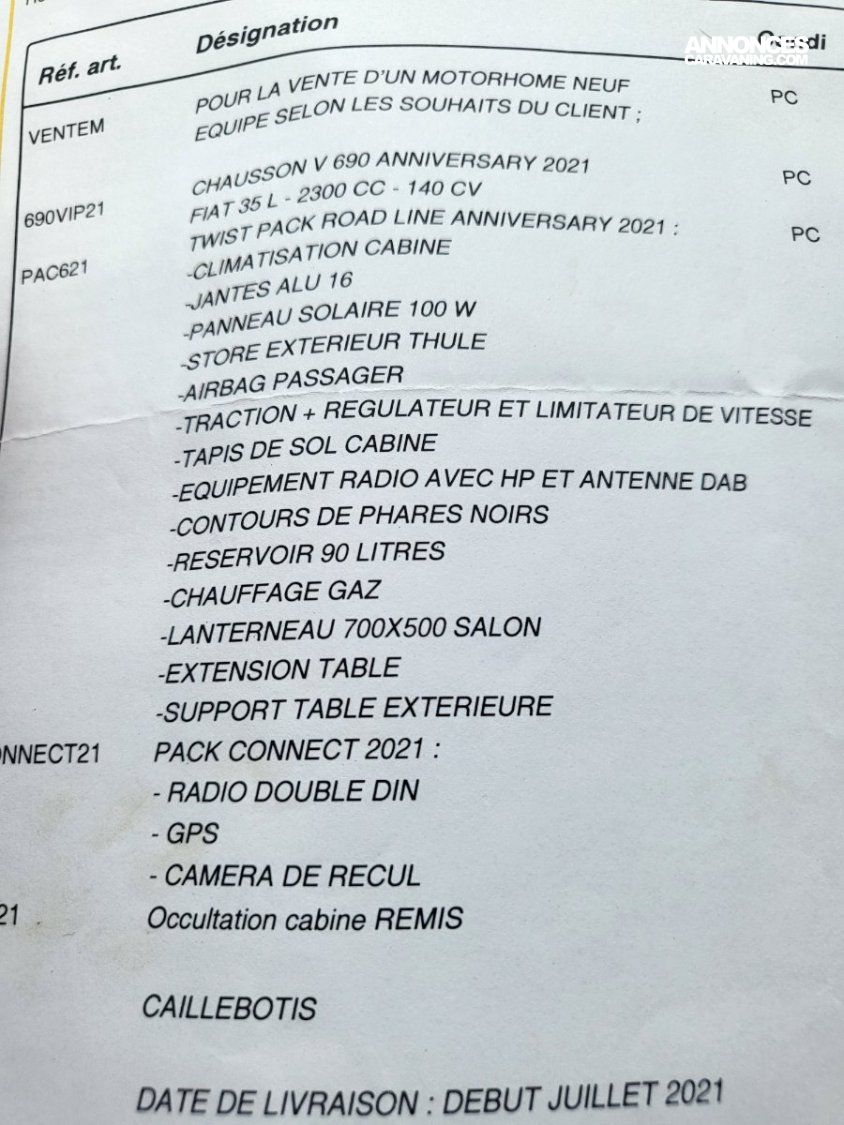 ANNONCES
CARAVANING.COM
Réf. art. Désignation
VENTEM POUR LA VENTE D'UN MOTORHOME NEUF PC
EQUIPE SELON LES SOUHAITS DU CLIENT ;
690VIP21 CHAUSSON V 690 ANNIVERSARY 2021 PC
FIAT 35 L - 2300 CC - 140 CV
PAC621 TWIST PACK ROAD LINE ANNIVERSARY 2021 : PC
-CLIMATISATION CABINE
-JANTES ALU 16
-PANNEAU SOLAIRE 100 W
-STORE EXTERIEUR THULE
-AIRBAG PASSAGER
-TRACTION + REGULATEUR ET LIMITATEUR DE VITESSE
-TAPIS DE SOL CABINE
-EQUIPEMENT RADIO AVEC HP ET ANTENNE DAB
-CONTOURS DE PHARES NOIRS
-RESERVOIR 90 LITRES
-CHAUFFAGE GAZ
-LANTERNEAU 700X500 SALON
-EXTENSION TABLE
-SUPPORT TABLE EXTERIEURE
ONNECT21 PACK CONNECT 2021 :
- RADIO DOUBLE DIN
- GPS
- CAMERA DE RECUL
21 Occultation cabine REMIS
CAILLEBOTIS
DATE DE LIVRAISON : DEBUT JUILLET 2021